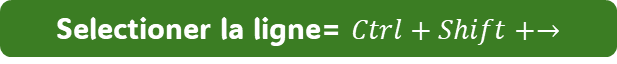 Selectioner la ligne= Ctrl + Shift +→